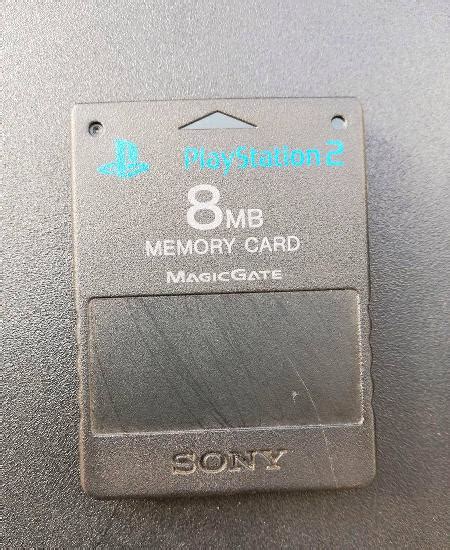 PlayStation 2
8MB
MEMORY CARD
MAGICGATE
SONY